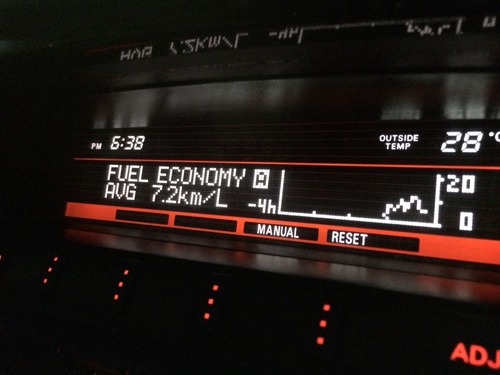 PM 6:38
OUTSIDE TEMP 28°C
FUEL ECONOMY A
AVG 7.2km/L
-4h
20
0
MANUAL RESET
ADJ